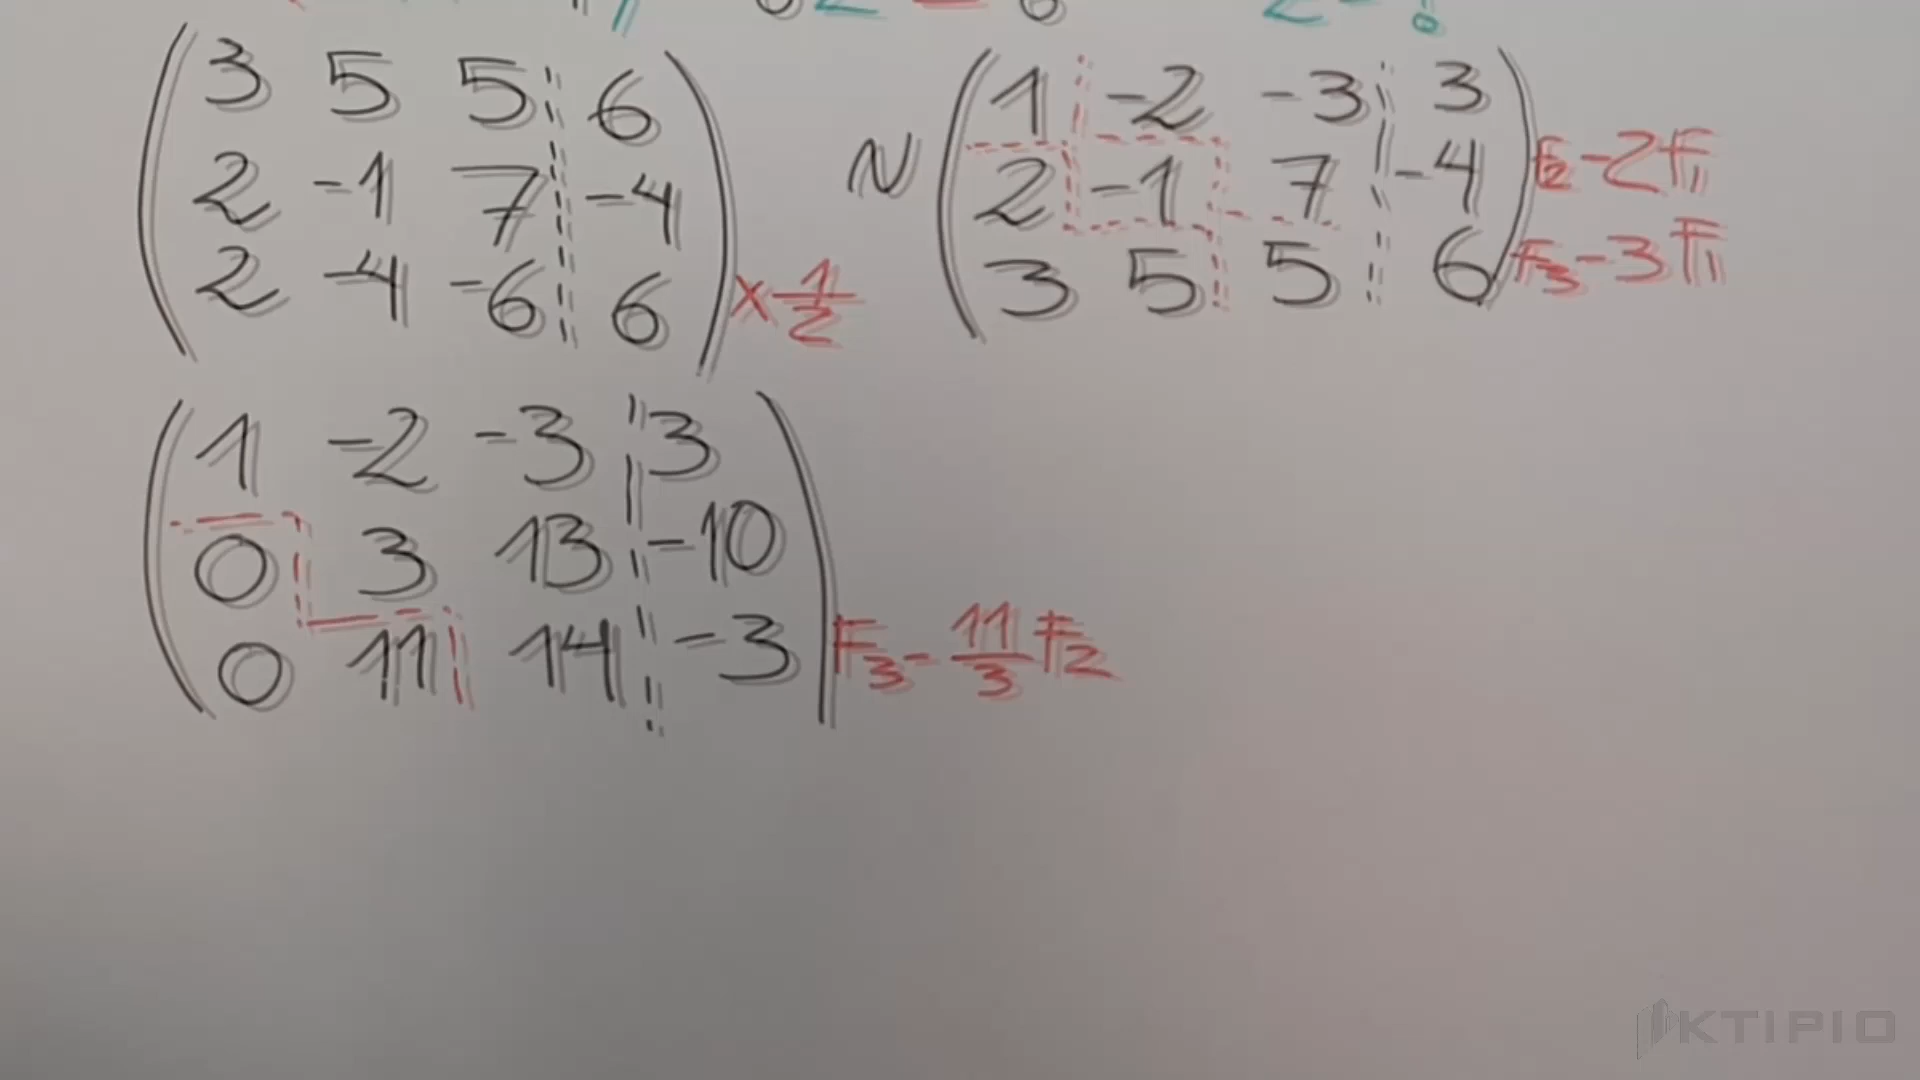 3 5 5 6
2 -1 7 -4
2 -4 -6 6 x 1/2
N
1 -2 -3 3
2 -1 7 -4 F2-2F1
3 5 5 6 F3-3F1
1 -2 -3 3
0 3 13 -10
0 11 14 -3 F3-11/3F2
KTIPIO